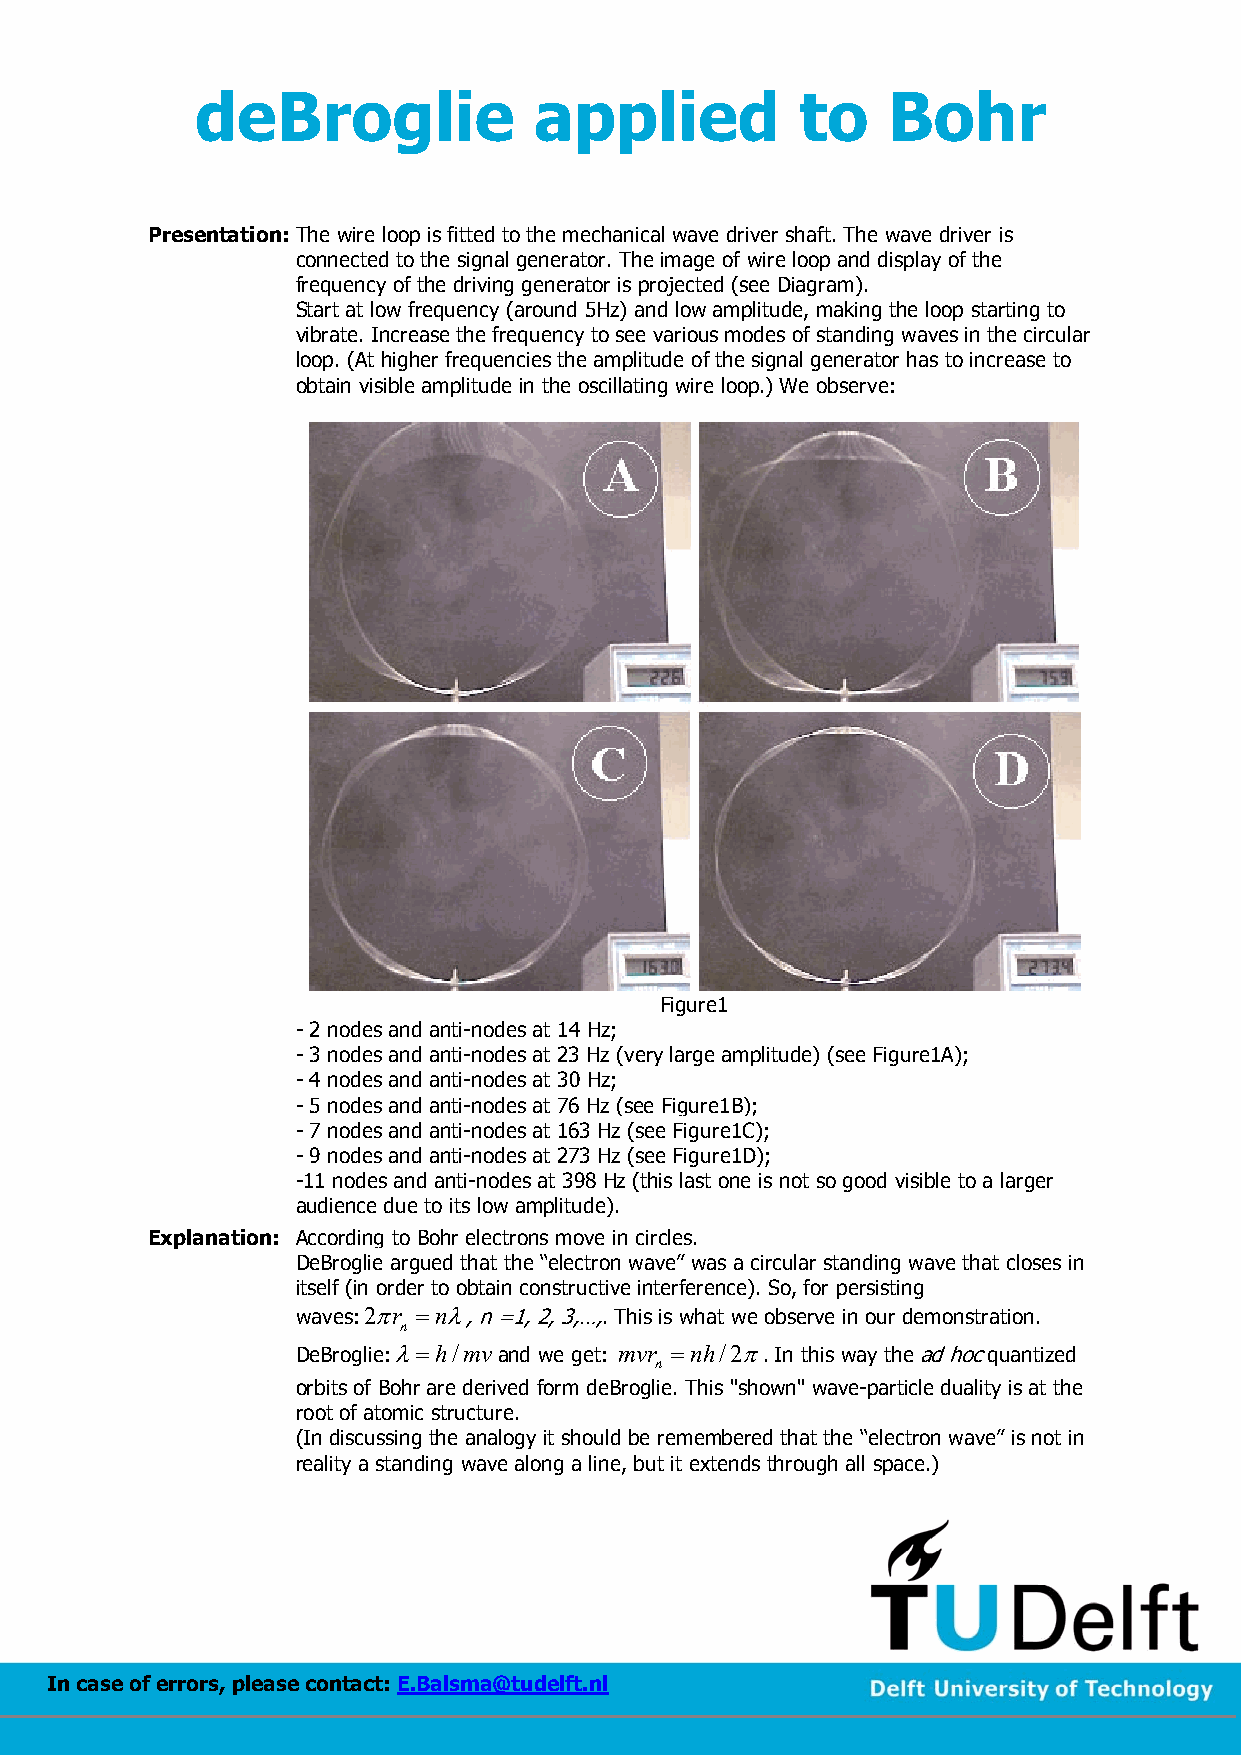 deBroglie applied to Bohr
Presentation: The wire loop is fitted to the mechanical wave driver shaft. The wave driver is
connected to the signal generator. The image of wire loop and display of the
frequency of the driving generator is projected (see Diagram).
Start at low frequency (around 5Hz) and low amplitude, making the loop starting to
vibrate. Increase the frequency to see various modes of standing waves in the circular
loop. (At higher frequencies the amplitude of the signal generator has to increase to
obtain visible amplitude in the oscillating wire loop.) We observe:
A
B
226
759
C
D
1630
2734
Figure1
- 2 nodes and anti-nodes at 14 Hz;
- 3 nodes and anti-nodes at 23 Hz (very large amplitude) (see Figure1A);
- 4 nodes and anti-nodes at 30 Hz;
- 5 nodes and anti-nodes at 76 Hz (see Figure1B);
- 7 nodes and anti-nodes at 163 Hz (see Figure1C);
- 9 nodes and anti-nodes at 273 Hz (see Figure1D);
-11 nodes and anti-nodes at 398 Hz (this last one is not so good visible to a larger
audience due to its low amplitude).
Explanation: According to Bohr electrons move in circles.
DeBroglie argued that the “electron wave” was a circular standing wave that closes in
itself (in order to obtain constructive interference). So, for persisting
waves: 2πrₙ = nλ, n =1, 2, 3,…,. This is what we observe in our demonstration.
DeBroglie: λ = h / mv and we get: mvrₙ = nh / 2π. In this way the ad hoc quantized
orbits of Bohr are derived form deBroglie. This "shown" wave-particle duality is at the
root of atomic structure.
(In discussing the analogy it should be remembered that the “electron wave” is not in
reality a standing wave along a line, but it extends through all space.)
TUDelft
In case of errors, please contact: E.Balsma@tudelft.nl
Delft University of Technology